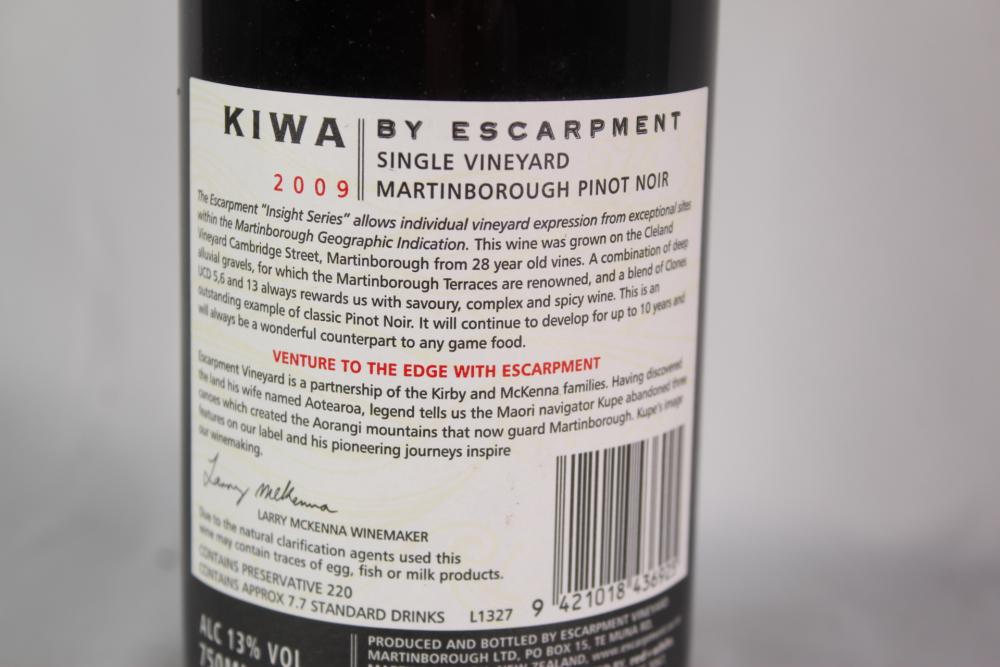 KIWA BY ESCARPMENT
SINGLE VINEYARD
2009 MARTINBOROUGH PINOT NOIR
The Escarpment "Insight Series" allows individual vineyard expression from exceptional sites
within the Martinborough Geographic Indication. This wine was grown on the Cleland
Vineyard Cambridge Street, Martinborough from 28 year old vines. A combination of deep
alluvial gravels, for which the Martinborough Terraces are renowned, and a blend of Clones
UCD 5,6 and 13 always rewards us with savoury, complex and spicy wine. This is an
outstanding example of classic Pinot Noir. It will continue to develop for up to 10 years and
will always be a wonderful counterpart to any game food.
VENTURE TO THE EDGE WITH ESCARPMENT
Escarpment Vineyard is a partnership of the Kirby and McKenna families. Having discovered
the land his wife named Aotearoa, legend tells us the Maori navigator Kupe abandoned three
canoes which created the Aorangi mountains that now guard Martinborough. Kupe's image
features on our label and his pioneering journeys inspire
our winemaking.
Larry McKenna
LARRY MCKENNA WINEMAKER
Due to the natural clarification agents used this
wine may contain traces of egg, fish or milk products.
CONTAINS PRESERVATIVE 220
CONTAINS APPROX 7.7 STANDARD DRINKS L1327
9 421018 436925
ALC 13% VOL
750M
PRODUCED AND BOTTLED BY ESCARPMENT VINEYARD
MARTINBOROUGH LTD, PO BOX 15, TE MUNA RD,
NEW ZEALAND,